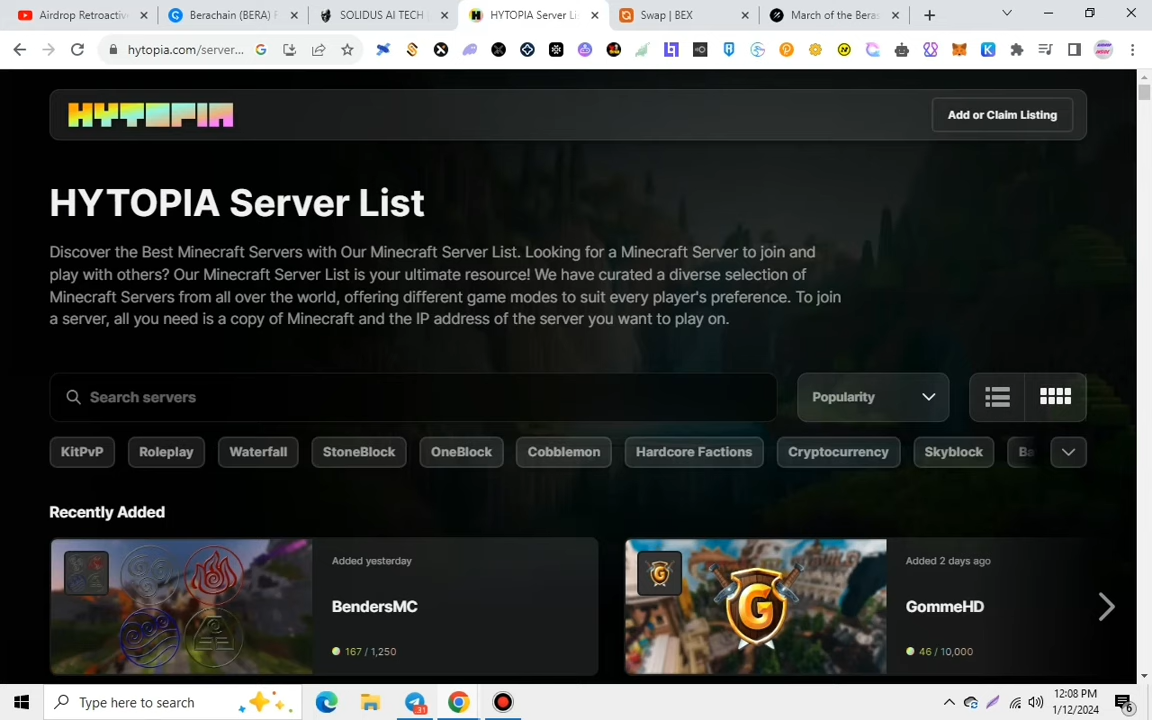 Airdrop Retroactiv
Berachain (BERA)
SOLIDUS AI TECH |
HYTOPIA Server Li
Swap | BEX
March of the Beras
hytopia.com/server...
HYTOPIA
Add or Claim Listing
HYTOPIA Server List
Discover the Best Minecraft Servers with Our Minecraft Server List. Looking for a Minecraft Server to join and
play with others? Our Minecraft Server List is your ultimate resource! We have curated a diverse selection of
Minecraft Servers from all over the world, offering different game modes to suit every player's preference. To join
a server, all you need is a copy of Minecraft and the IP address of the server you want to play on.
Search servers
Popularity
KitPvP
Roleplay
Waterfall
StoneBlock
OneBlock
Cobblemon
Hardcore Factions
Cryptocurrency
Skyblock
Ba
Recently Added
Added yesterday
BendersMC
167 / 1,250
Added 2 days ago
GommeHD
46 / 10,000
Type here to search
31
12:08 PM
1/12/2024
6